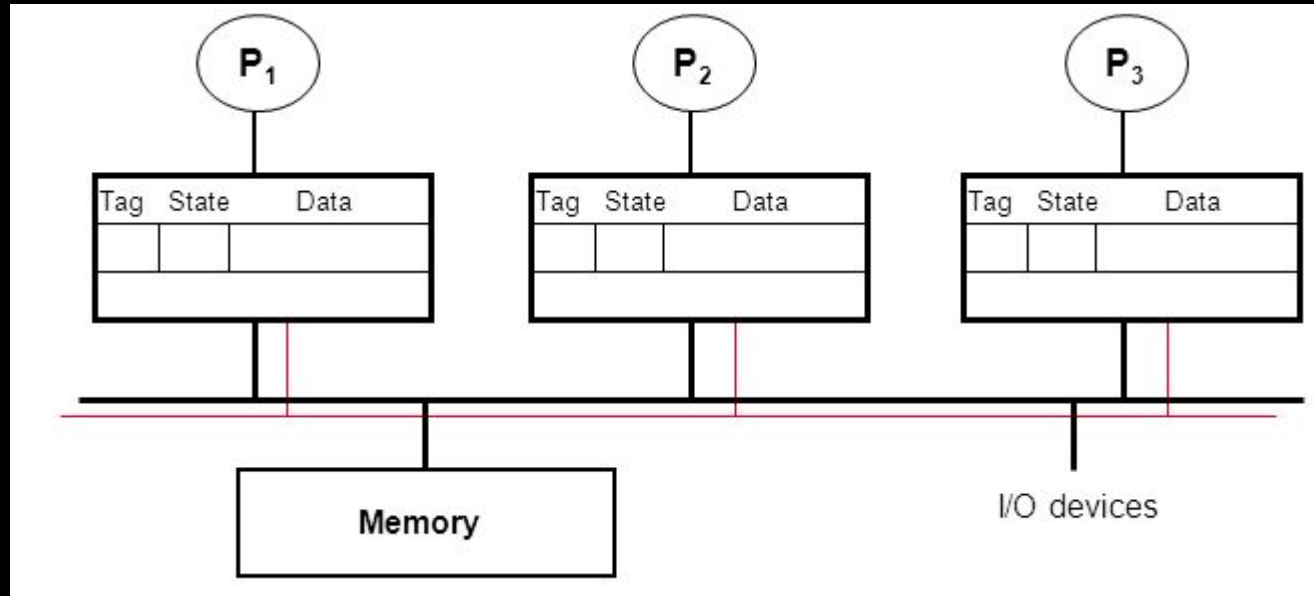 P₁ P₂ P₃
Tag State Data Tag State Data Tag State Data
I/O devices
Memory